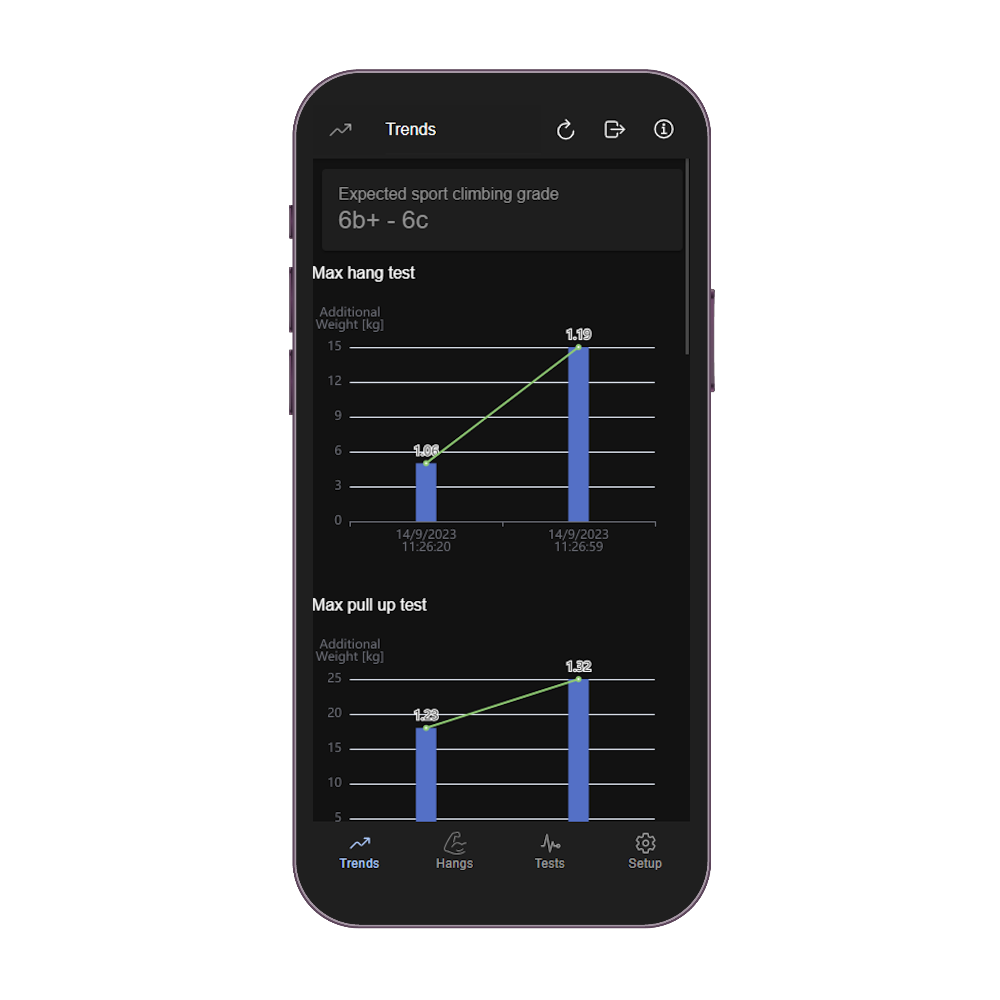 Trends
Expected sport climbing grade
6b+ - 6c
Max hang test
Additional
Weight [kg]
1.19
15
12
9
1.06
6
3
0
14/9/2023 14/9/2023
11:26:20 11:26:59
Max pull up test
Additional
Weight [kg]
1.32
25
1.23
20
15
10
5
Trends Hangs Tests Setup